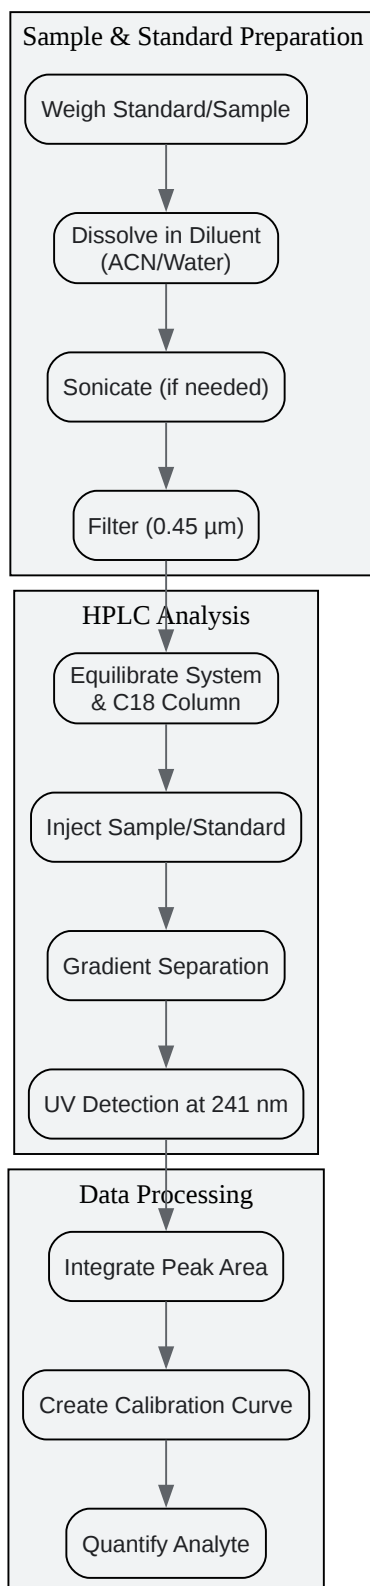 Sample & Standard Preparation
Weigh Standard/Sample
Dissolve in Diluent
(ACN/Water)
Sonicate (if needed)
Filter (0.45 µm)
HPLC Analysis
Equilibrate System
& C18 Column
Inject Sample/Standard
Gradient Separation
UV Detection at 241 nm
Data Processing
Integrate Peak Area
Create Calibration Curve
Quantify Analyte